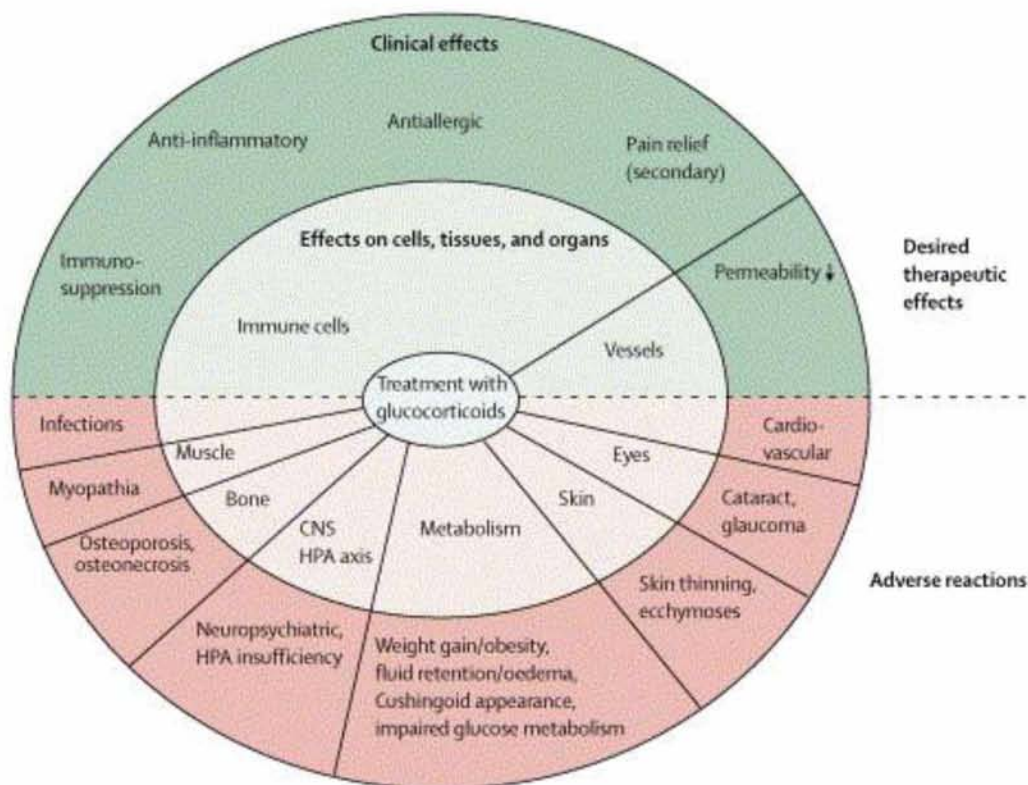 Clinical effects
Antiallergic
Anti-inflammatory
Pain relief
(secondary)
Effects on cells, tissues, and organs
Immuno-
suppression
Permeability ↓
Desired
therapeutic
effects
Immune cells
Vessels
Treatment with
glucocorticoids
Infections
Cardio-
vascular
Muscle
Eyes
Myopathia
Bone
Skin
Cataract,
glaucoma
CNS
HPA axis
Metabolism
Osteoporosis,
osteonecrosis
Adverse reactions
Skin thinning,
ecchymoses
Neuropsychiatric,
HPA insufficiency
Weight gain/obesity,
fluid retention/oedema,
Cushingoid appearance,
impaired glucose metabolism